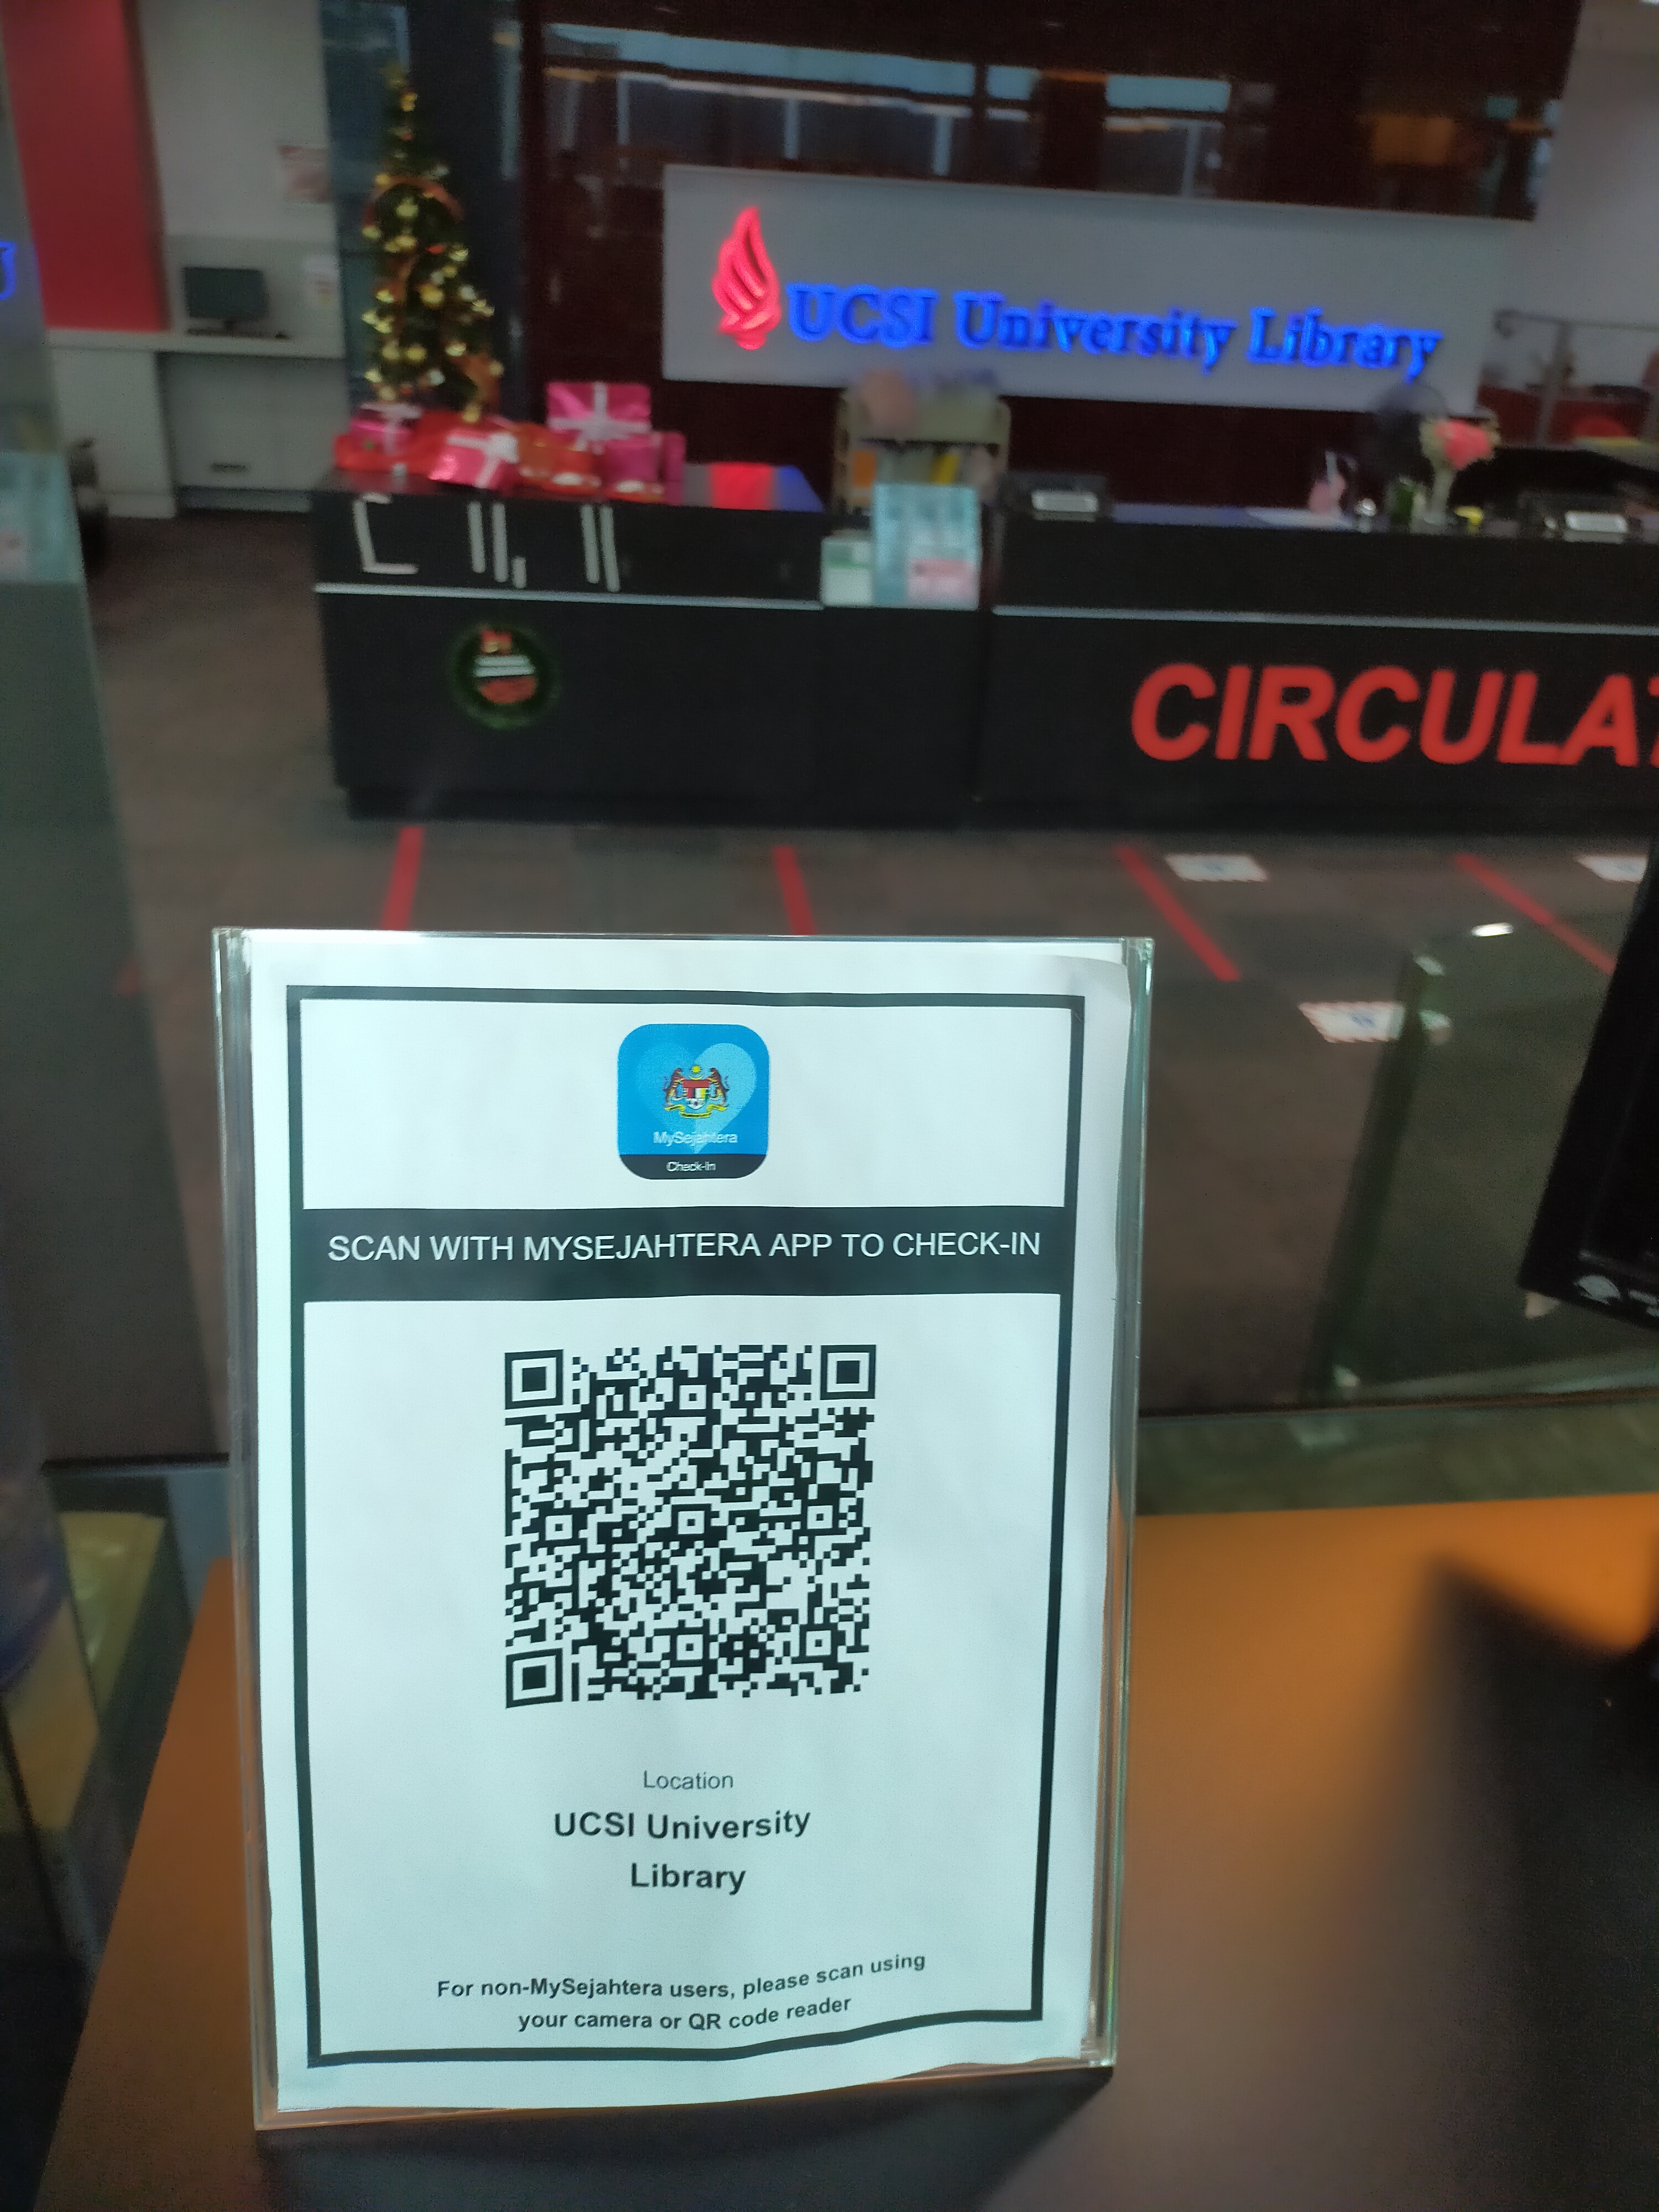 UCSI University Library
CIRCULAT
MySejahtera
Check-In
SCAN WITH MYSEJAHTERA APP TO CHECK-IN
Location
UCSI University
Library
For non-MySejahtera users, please scan using
your camera or QR code reader